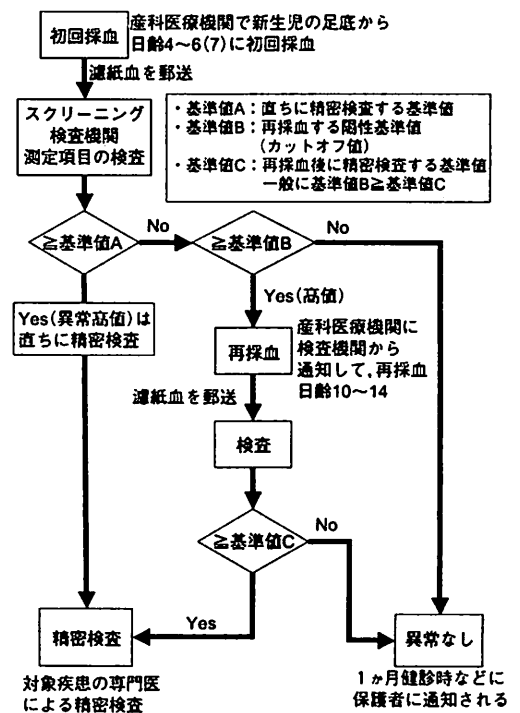 初回採血
産科医療機関で新生児の足底から
日齢4～6(7)に初回採血
濾紙血を郵送
スクリーニング
検査機関
測定項目の検査
・基準値A：直ちに精密検査する基準値
・基準値B：再採血する陽性基準値
(カットオフ値)
・基準値C：再採血後に精密検査する基準値
一般に基準値B≧基準値C
≧基準値A
No
≧基準値B
No
Yes(異常高値)は
直ちに精密検査
Yes(高値)
再採血
産科医療機関に
検査機関から
通知して,再採血
日齢10～14
濾紙血を郵送
検査
≧基準値C
No
Yes
精密検査
異常なし
対象疾患の専門医
による精密検査
1ヵ月健診時などに
保護者に通知される